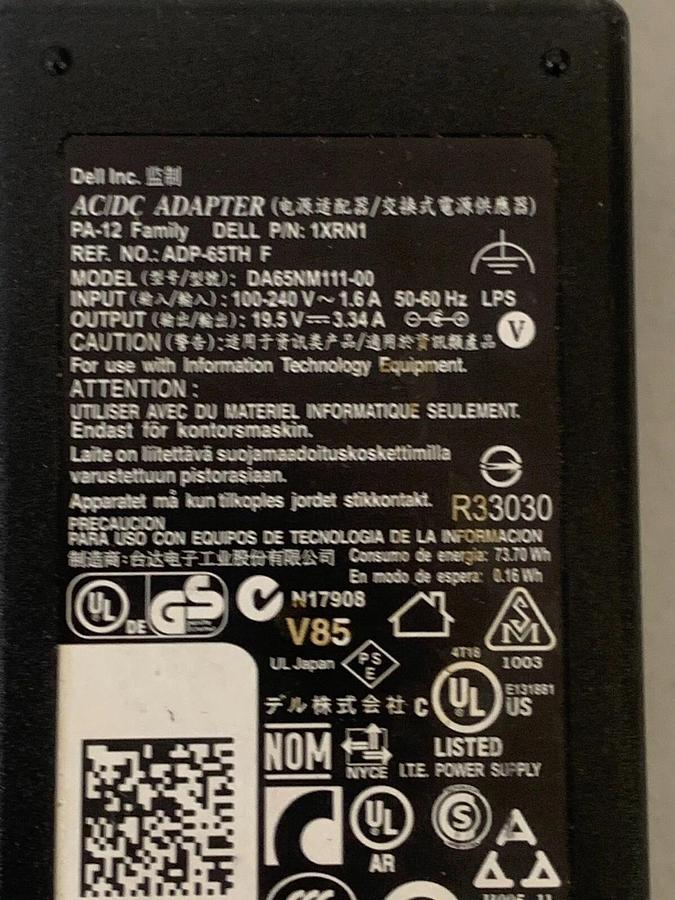 Dell Inc. 监制
AC/DC ADAPTER (电源适配器/交换式電源供應器)
PA-12 Family DELL P/N: 1XRN1
REF. NO.: ADP-65TH F
MODEL (型号/型號): DA65NM111-00
INPUT (输入/輸入): 100-240 V~ 1.6 A 50-60 Hz LPS
OUTPUT (输出/輸出): 19.5 V⎓3.34 A
V
CAUTION (警告):适用于资讯类产品/適用於資訊類產品
For use with Information Technology Equipment.
ATTENTION :
UTILISER AVEC DU MATERIEL INFORMATIQUE SEULEMENT.
Endast för kontorsmaskin.
Laite on liitettävä suojamaadoituskoskettimilla
varustettuun pistorasiaan.
Apparatet må kun tilkoples jordet stikkontakt.
R33030
PRECAUCION
PARA USO CON EQUIPOS DE TECNOLOGIA DE LA INFORMACION
制造商:台达电子工业股份有限公司 Consumo de energia: 73.70 Wh
En modo de espera: 0.16 Wh
UL DE GS N17908
V85
SM
1003
UL Japan PSE
4T18
デル株式会社 C UL US
E131881
LISTED
I.T.E. POWER SUPPLY
NOM NYCE
UL
AR
S